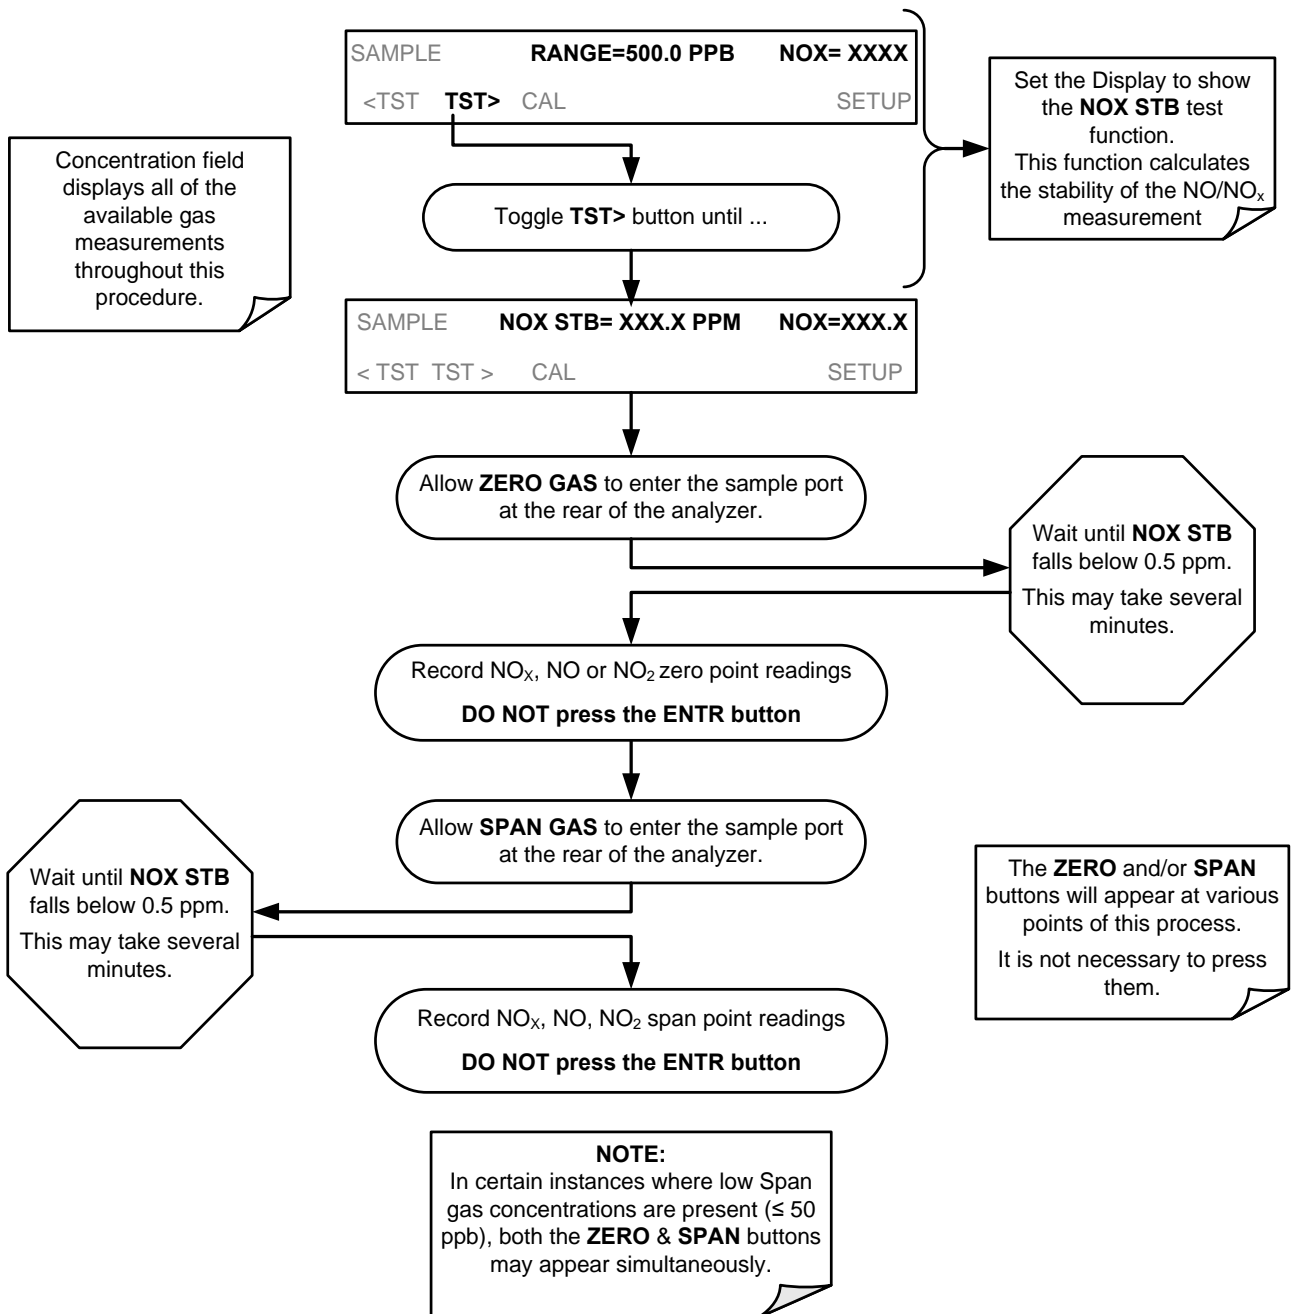 SAMPLE RANGE=500.0 PPB NOX= XXXX
<TST TST> CAL SETUP
Set the Display to show
the NOX STB test
function.
This function calculates
the stability of the NO/NOx
measurement
Concentration field
displays all of the
available gas
measurements
throughout this
procedure.
Toggle TST> button until ...
SAMPLE NOX STB= XXX.X PPM NOX=XXX.X
< TST TST > CAL SETUP
Allow ZERO GAS to enter the sample port
at the rear of the analyzer.
Wait until NOX STB
falls below 0.5 ppm.
This may take several
minutes.
Record NOX, NO or NO2 zero point readings
DO NOT press the ENTR button
Allow SPAN GAS to enter the sample port
at the rear of the analyzer.
Wait until NOX STB
falls below 0.5 ppm.
This may take several
minutes.
The ZERO and/or SPAN
buttons will appear at various
points of this process.
It is not necessary to press
them.
Record NOX, NO, NO2 span point readings
DO NOT press the ENTR button
NOTE:
In certain instances where low Span
gas concentrations are present (≤ 50
ppb), both the ZERO & SPAN buttons
may appear simultaneously.